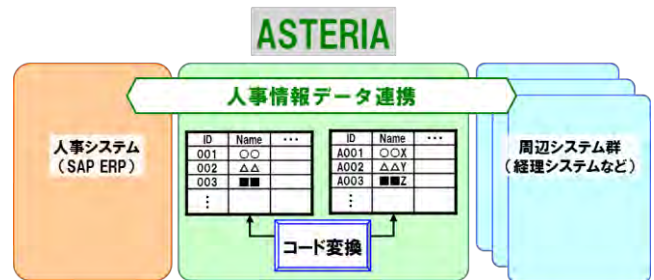 ASTERIA
人事情報データ連携
人事システム
（SAP ERP）
ID Name ･･･
001 ○○
002 △△
003 ■■
⋮
ID Name ･･･
A001 ○○X
A002 △△Y
A003 ■■Z
⋮
コード変換
周辺システム群
（経理システムなど）